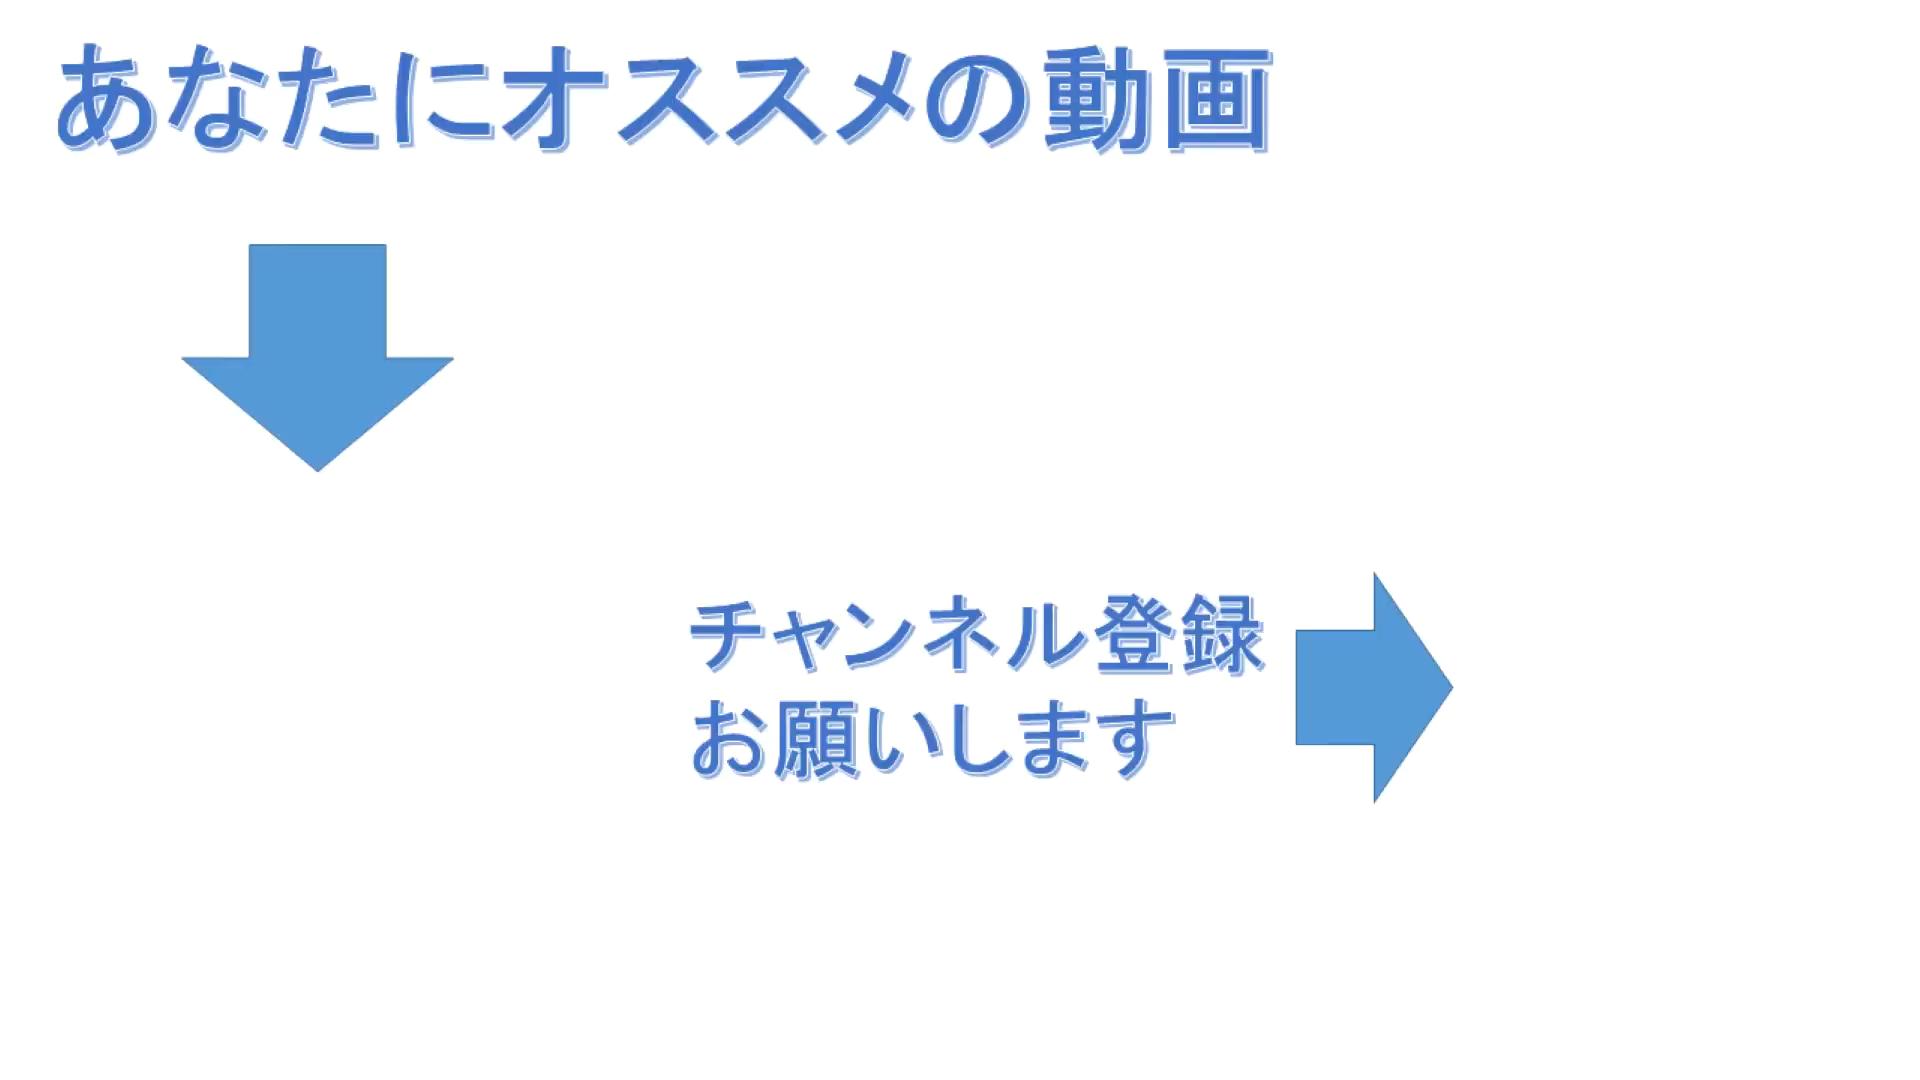 あなたにオススメの動画
チャンネル登録
お願いします